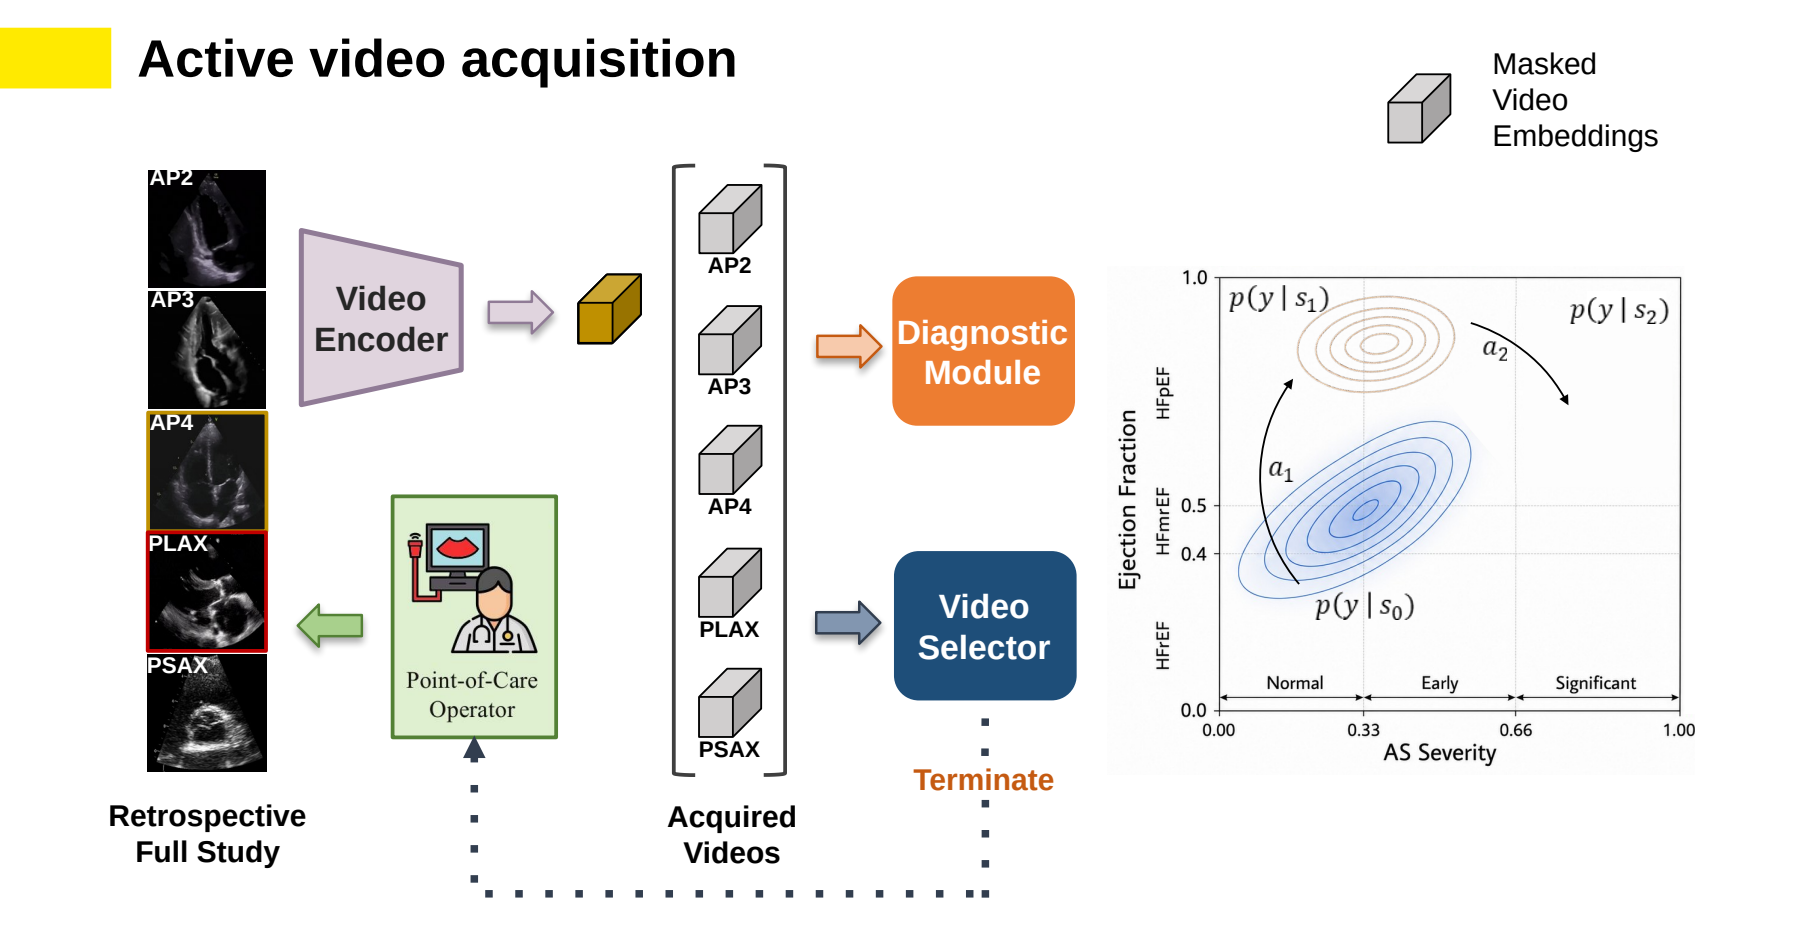 Active video acquisition
Masked
Video
Embeddings
AP2
AP3
AP4
PLAX
PSAX
Retrospective
Full Study
Video
Encoder
Point-of-Care
Operator
AP2
AP3
AP4
PLAX
PSAX
Acquired
Videos
Diagnostic
Module
Video
Selector
Terminate
Ejection Fraction
HFpEF
HFmrEF
HFrEF
1.0
0.5
0.4
0.0
p(y | s₁)
p(y | s₂)
a₂
a₁
p(y | s₀)
Normal
Early
Significant
0.00
0.33
0.66
1.00
AS Severity